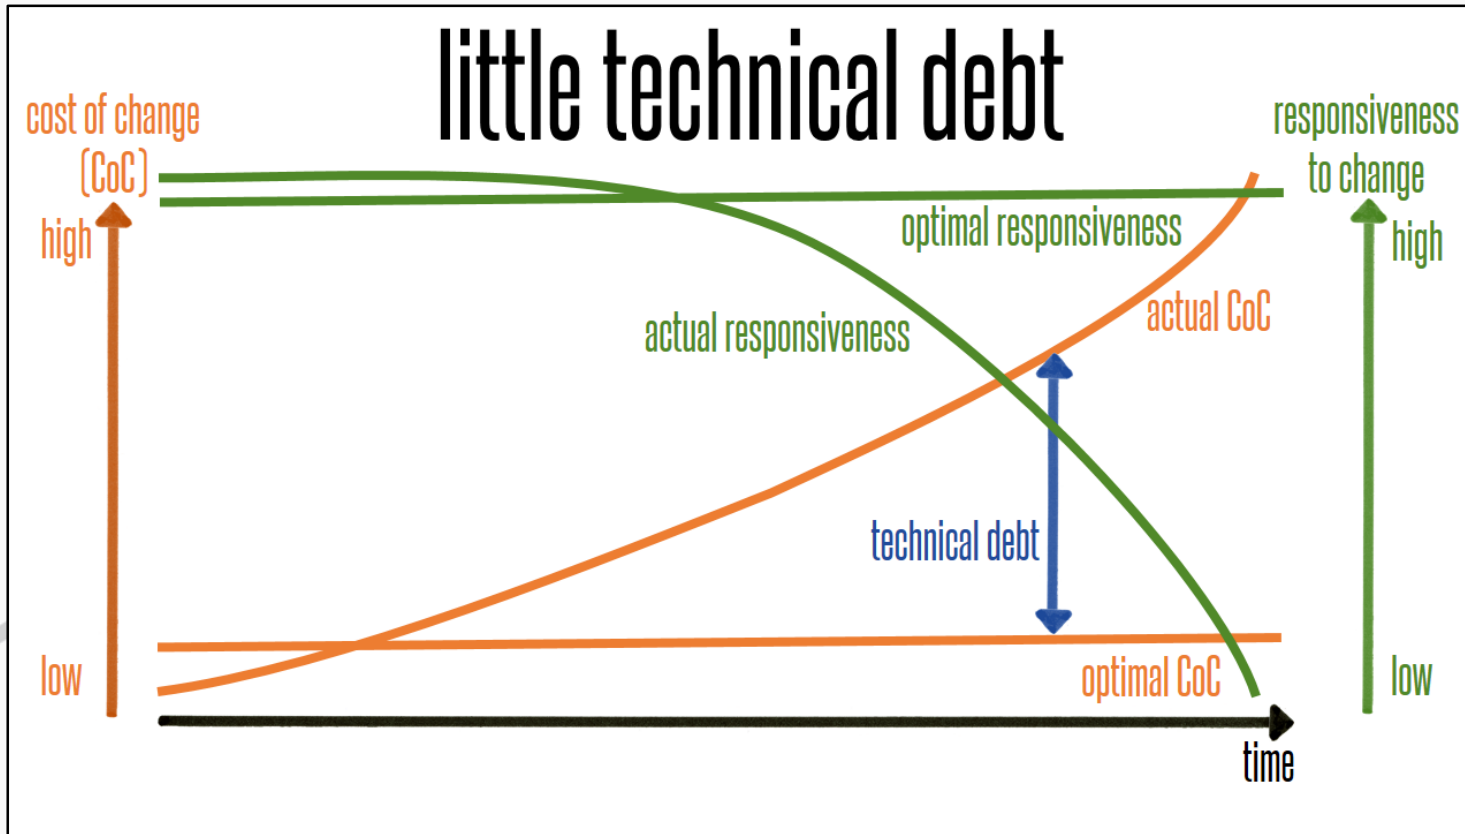 little technical debt
cost of change
(CoC)
high
low
responsiveness
to change
high
low
optimal responsiveness
actual CoC
actual responsiveness
technical debt
optimal CoC
time